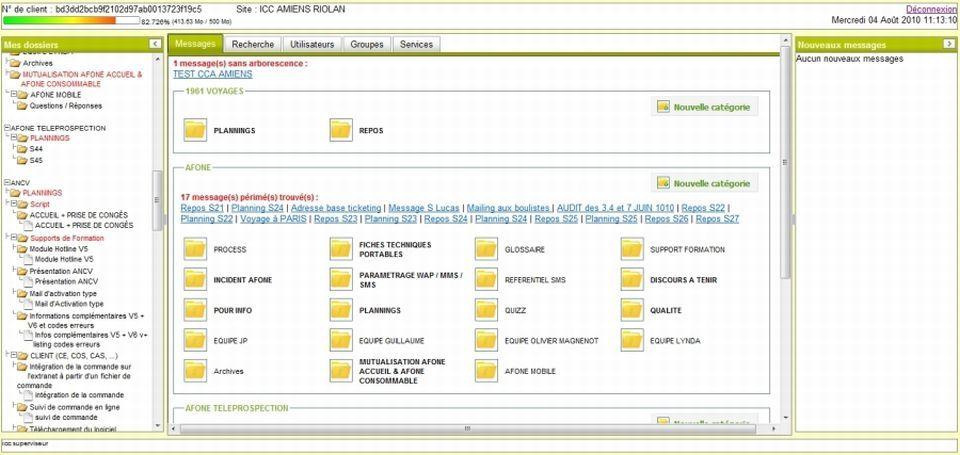 N° de client : bd3dd2bcb9f2102d97ab0013723f19c5
Site : ICC AMIENS RIOLAN
Déconnexion
82.726% (413.63 Mo / 500 Mo)
Mercredi 04 Août 2010 11:13:10
Mes dossiers
Archives
MUTUALISATION AFONE ACCUEIL &
AFONE CONSOMMABLE
AFONE MOBILE
Questions / Réponses
AFONE TELEPROSPECTION
PLANNINGS
S44
S45
ANCV
PLANNINGS
Script
ACCUEIL + PRISE DE CONGÉS
ACCUEIL + PRISE DE CONGÉS
Supports de Formation
Module Hotline V5
Module Hotline V5
Présentation ANCV
Présentation ANCV
Mail d'activation type
Mail d'Activation type
Informations complémentaires V5 +
V6 et codes erreurs
Infos complémentaires V5 + V6 v+
listing codes erreurs
CLIENT (CE, COS, CAS, ...)
Intégration de la commande sur
l'extranet à partir d'un fichier de
commande
Intégration de la commande
Suivi de commande en ligne
suivi de commande
Téléchargement du logiciel
Messages
Recherche
Utilisateurs
Groupes
Services
1 message(s) sans arborescence :
TEST CCA AMIENS
1961 VOYAGES
Nouvelle catégorie
PLANNINGS
REPOS
AFONE
Nouvelle catégorie
17 message(s) périmé(s) trouvé(s) :
Repos S21 | Planning S24 | Adresse base ticketing | Message S Lucas | Mailing aux boulistes | AUDIT des 3.4 et 7 JUIN 1010 | Repos S22 |
Planning S22 | Voyage à PARIS | Repos S23 | Planning S23 | Repos S24 | Planning S24 | Repos S25 | Planning S25 | Repos S26 | Repos S27
PROCESS
FICHES TECHNIQUES
PORTABLES
GLOSSAIRE
SUPPORT FORMATION
INCIDENT AFONE
PARAMETRAGE WAP / MMS /
SMS
REFERENTIEL SMS
DISCOURS A TENIR
POUR INFO
PLANNINGS
QUIZZ
QUALITE
EQUIPE JP
EQUIPE GUILLAUME
EQUIPE OLIVIER MAGNENOT
EQUIPE LYNDA
Archives
MUTUALISATION AFONE
ACCUEIL & AFONE
CONSOMMABLE
AFONE MOBILE
AFONE TELEPROSPECTION
Nouvelle catégorie
Nouveaux messages
Aucun nouveaux messages
icc superviseur